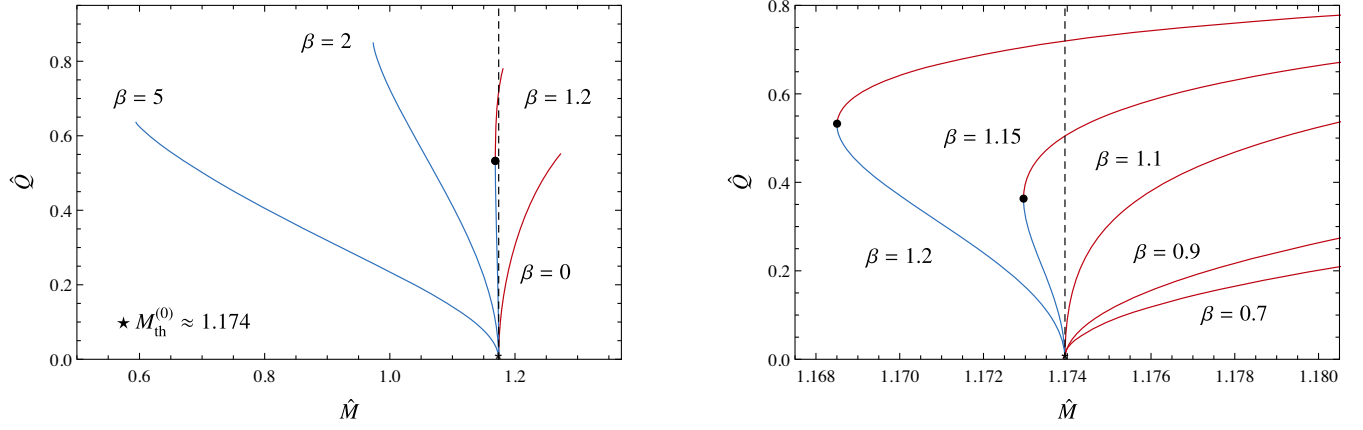 0.8
0.6
0.4
0.2
0.0
Q̂
0.6
0.8
1.0
1.2
M̂
β = 5
β = 2
β = 1.2
β = 0
★ M_th^(0) ≈ 1.174
0.8
0.6
0.4
0.2
0.0
Q̂
1.168
1.170
1.172
1.174
1.176
1.178
1.180
M̂
β = 1.15
β = 1.1
β = 1.2
β = 0.9
β = 0.7